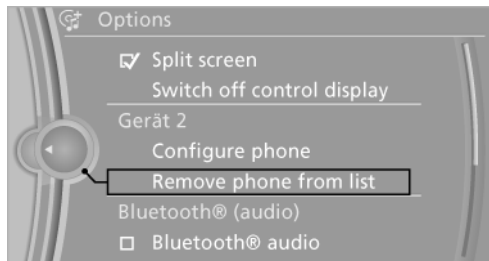 Options
Split screen
Switch off control display
Gerät 2
Configure phone
Remove phone from list
Bluetooth® (audio)
Bluetooth® audio